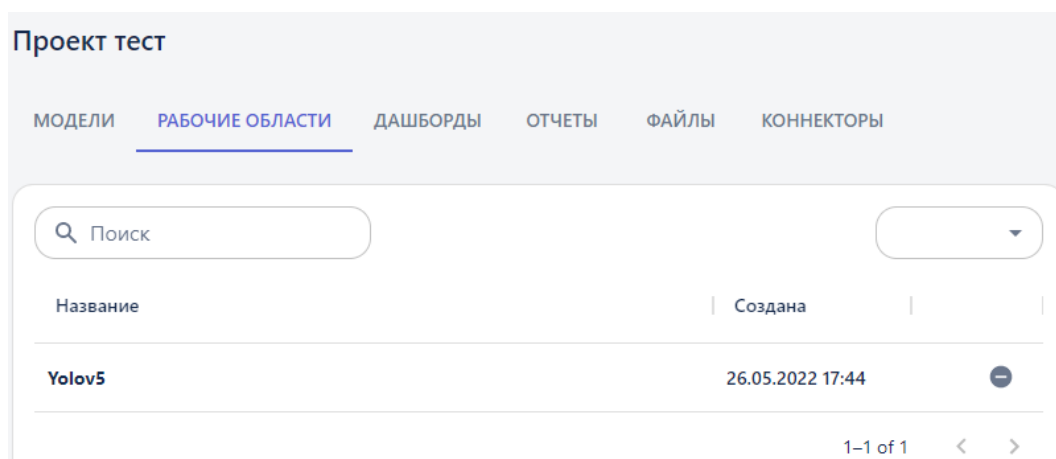 Проект тест
МОДЕЛИ РАБОЧИЕ ОБЛАСТИ ДАШБОРДЫ ОТЧЕТЫ ФАЙЛЫ КОННЕКТОРЫ
Поиск
Название Создана
Yolov5 26.05.2022 17:44
1–1 of 1